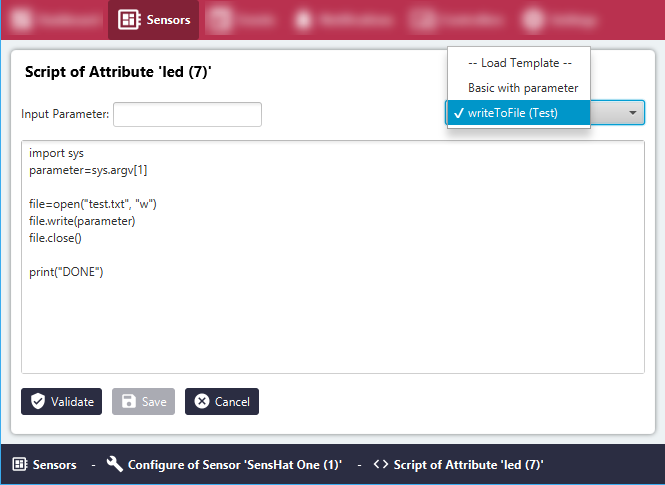 Sensors
Script of Attribute 'led (7)'
-- Load Template --
Basic with parameter
writeToFile (Test)
Input Parameter:
import sys
parameter=sys.argv[1]
file=open("test.txt", "w")
file.write(parameter)
file.close()
print("DONE")
Validate Save Cancel
Sensors - Configure of Sensor 'SensHat One (1)' - Script of Attribute 'led (7)'